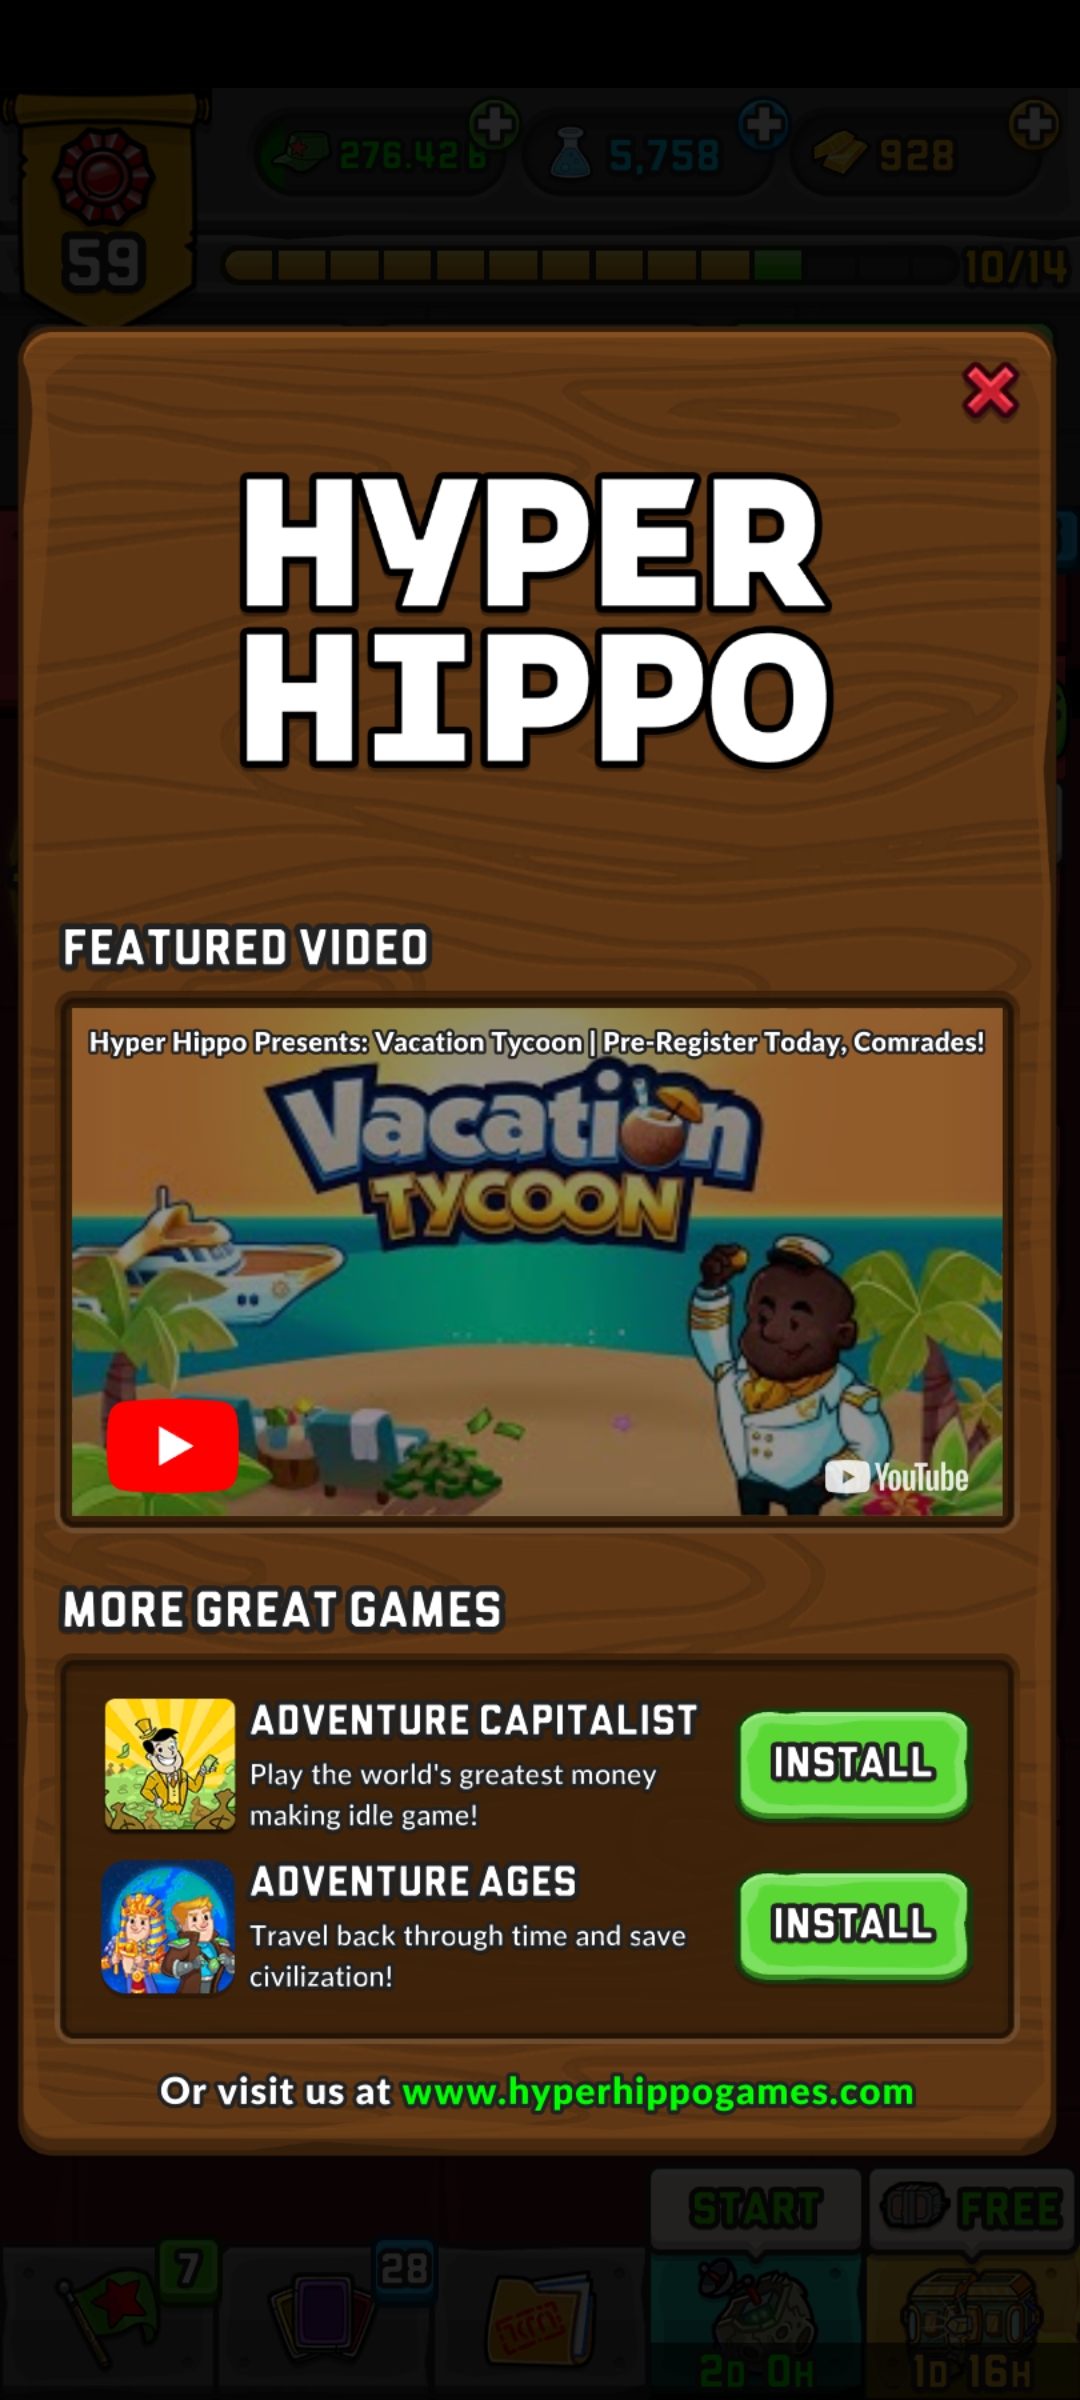 276.42 B
5,758
928
59
10/14
HYPER
HIPPO
FEATURED VIDEO
Hyper Hippo Presents: Vacation Tycoon | Pre-Register Today, Comrades!
Vacation
TYCOON
YouTube
MORE GREAT GAMES
ADVENTURE CAPITALIST
Play the world's greatest money
making idle game!
INSTALL
ADVENTURE AGES
Travel back through time and save
civilization!
INSTALL
Or visit us at www.hyperhippogames.com
START
FREE
7
28
2D 0H
1D 16H